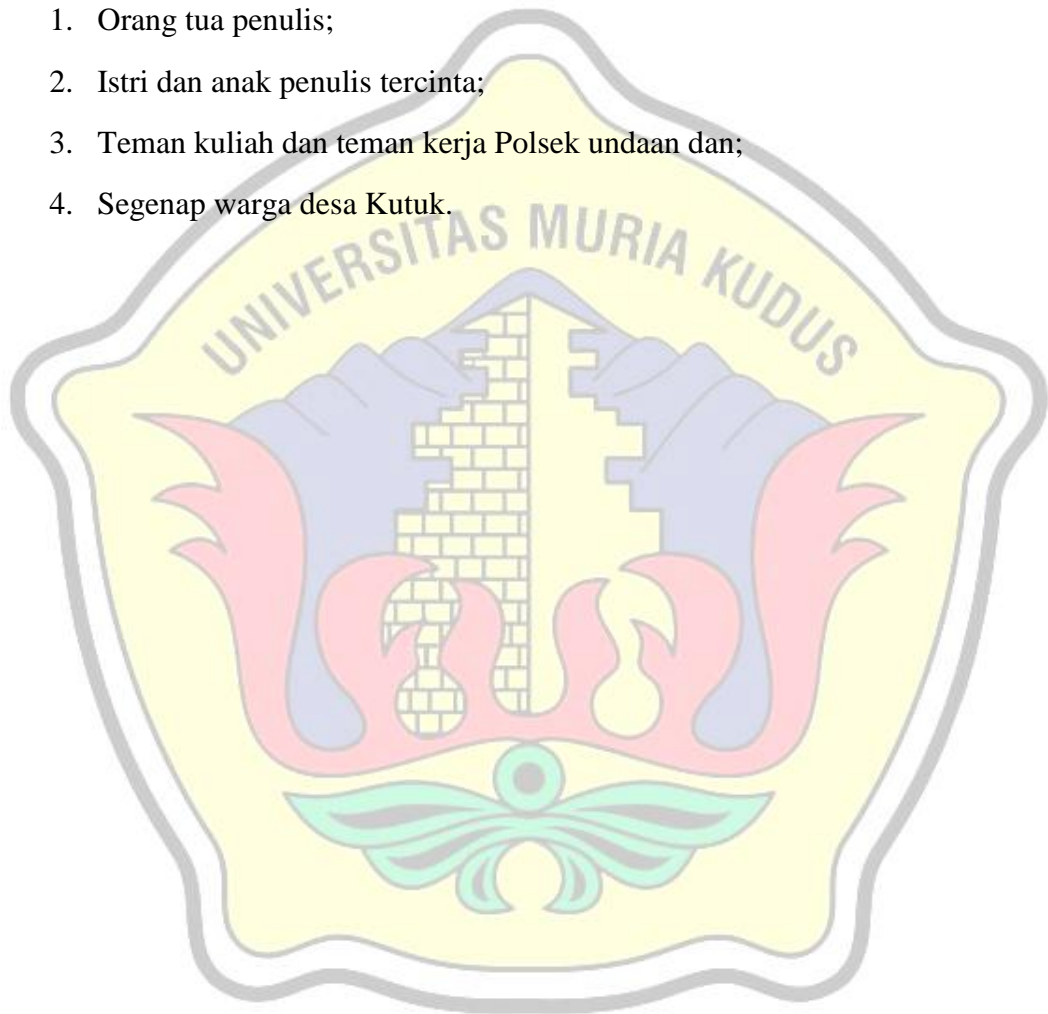 1. Orang tua penulis;
2. Istri dan anak penulis tercinta;
3. Teman kuliah dan teman kerja Polsek undaan dan;
4. Segenap warga desa Kutuk.
UNIVERSITAS MURIA KUDUS